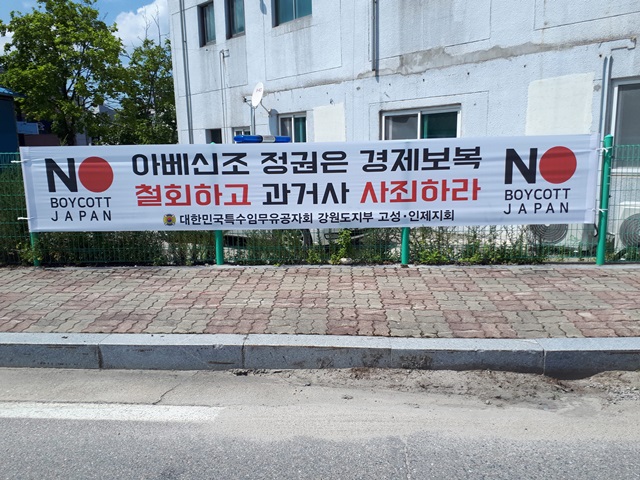 NO
BOYCOTT
JAPAN
아베신조 정권은 경제보복
철회하고 과거사 사죄하라
대한민국특수임무유공자회 강원도지부 고성·인제지회
NO
BOYCOTT
JAPAN